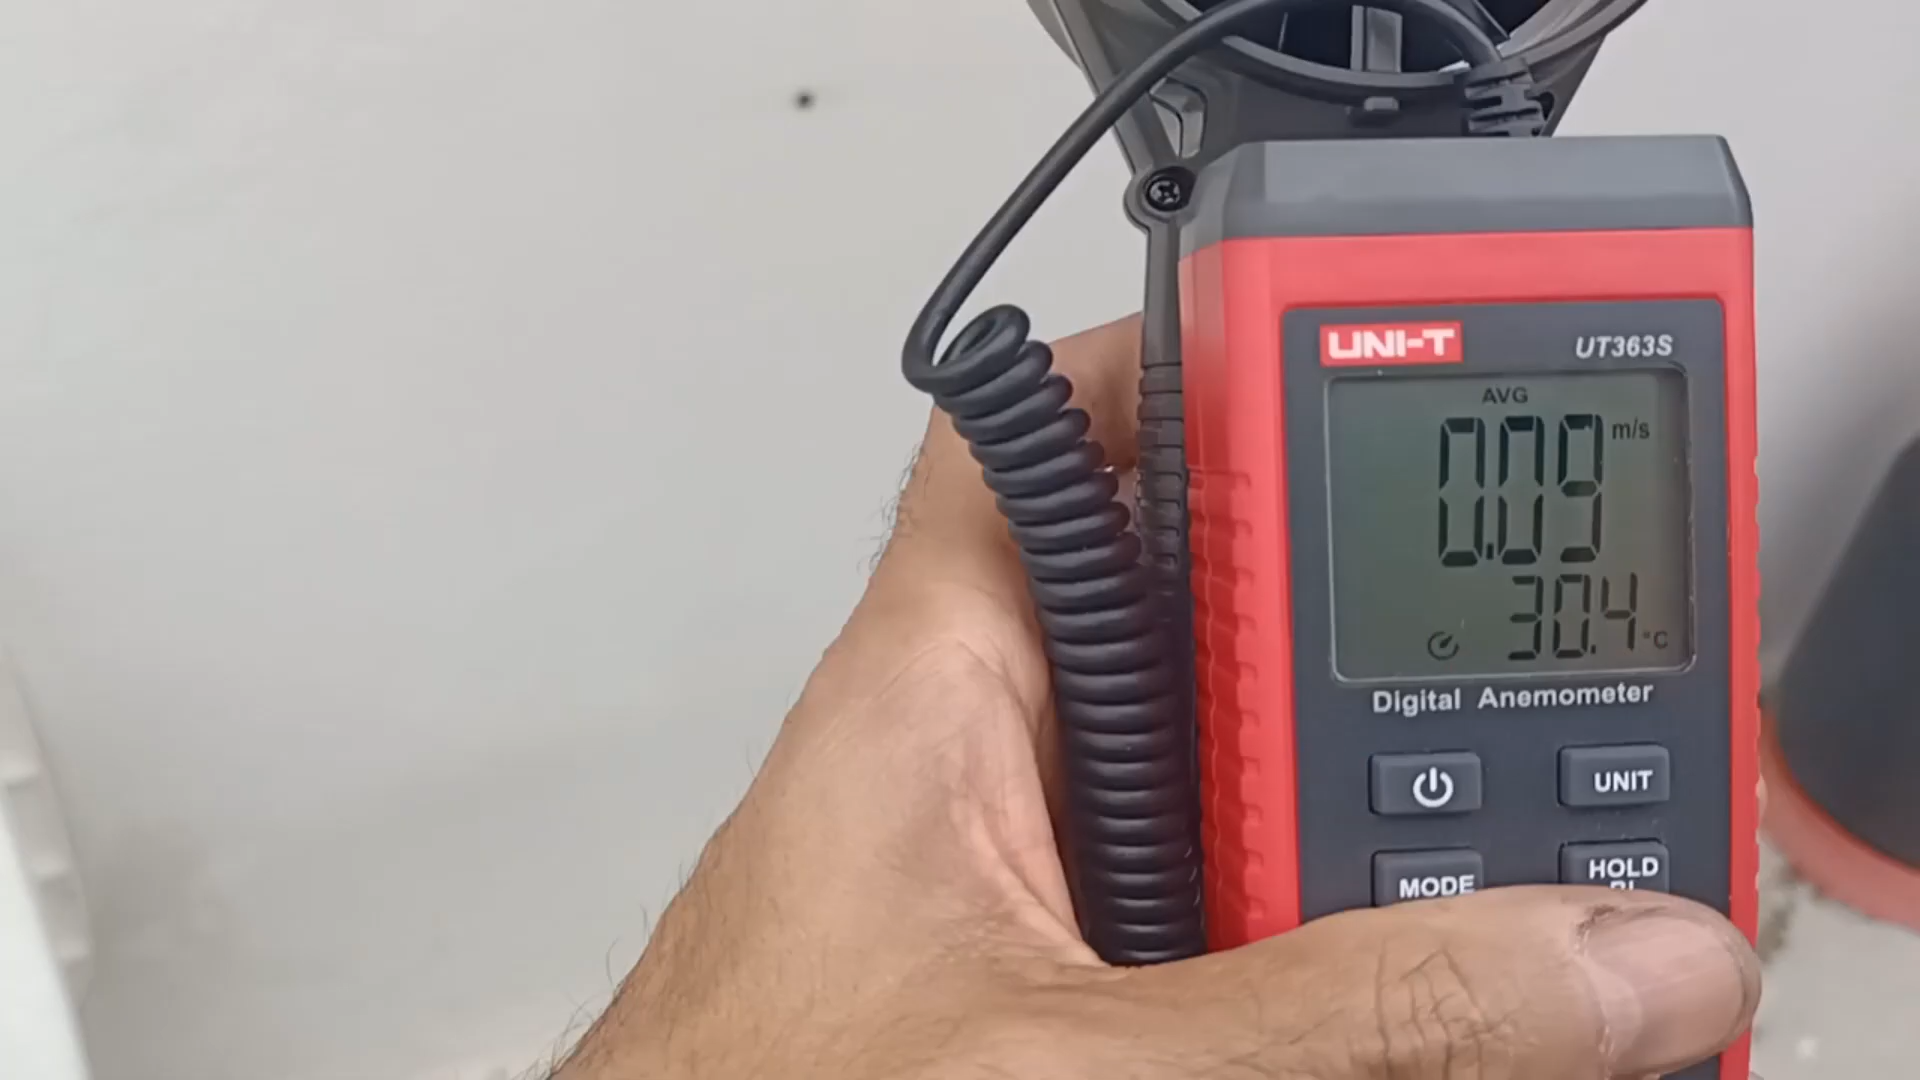 UNI-T UT363S
AVG
0.09 m/s
30.4 °C
Digital Anemometer
UNIT
MODE HOLD